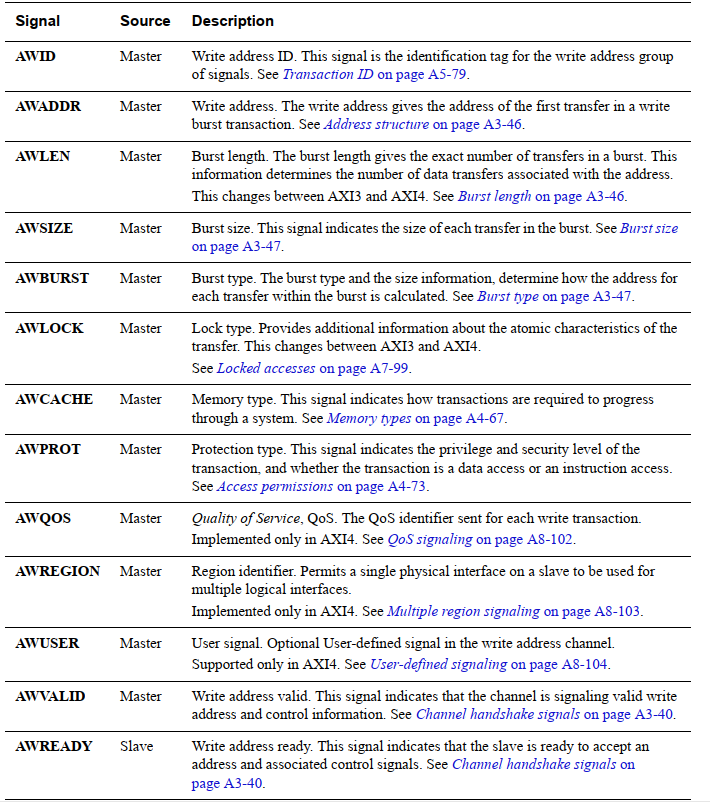 Signal Source Description
AWID Master Write address ID. This signal is the identification tag for the write address group
of signals. See Transaction ID on page A5-79.
AWADDR Master Write address. The write address gives the address of the first transfer in a write
burst transaction. See Address structure on page A3-46.
AWLEN Master Burst length. The burst length gives the exact number of transfers in a burst. This
information determines the number of data transfers associated with the address.
This changes between AXI3 and AXI4. See Burst length on page A3-46.
AWSIZE Master Burst size. This signal indicates the size of each transfer in the burst. See Burst size
on page A3-47.
AWBURST Master Burst type. The burst type and the size information, determine how the address for
each transfer within the burst is calculated. See Burst type on page A3-47.
AWLOCK Master Lock type. Provides additional information about the atomic characteristics of the
transfer. This changes between AXI3 and AXI4.
See Locked accesses on page A7-99.
AWCACHE Master Memory type. This signal indicates how transactions are required to progress
through a system. See Memory types on page A4-67.
AWPROT Master Protection type. This signal indicates the privilege and security level of the
transaction, and whether the transaction is a data access or an instruction access.
See Access permissions on page A4-73.
AWQOS Master Quality of Service, QoS. The QoS identifier sent for each write transaction.
Implemented only in AXI4. See QoS signaling on page A8-102.
AWREGION Master Region identifier. Permits a single physical interface on a slave to be used for
multiple logical interfaces.
Implemented only in AXI4. See Multiple region signaling on page A8-103.
AWUSER Master User signal. Optional User-defined signal in the write address channel.
Supported only in AXI4. See User-defined signaling on page A8-104.
AWVALID Master Write address valid. This signal indicates that the channel is signaling valid write
address and control information. See Channel handshake signals on page A3-40.
AWREADY Slave Write address ready. This signal indicates that the slave is ready to accept an
address and associated control signals. See Channel handshake signals on
page A3-40.